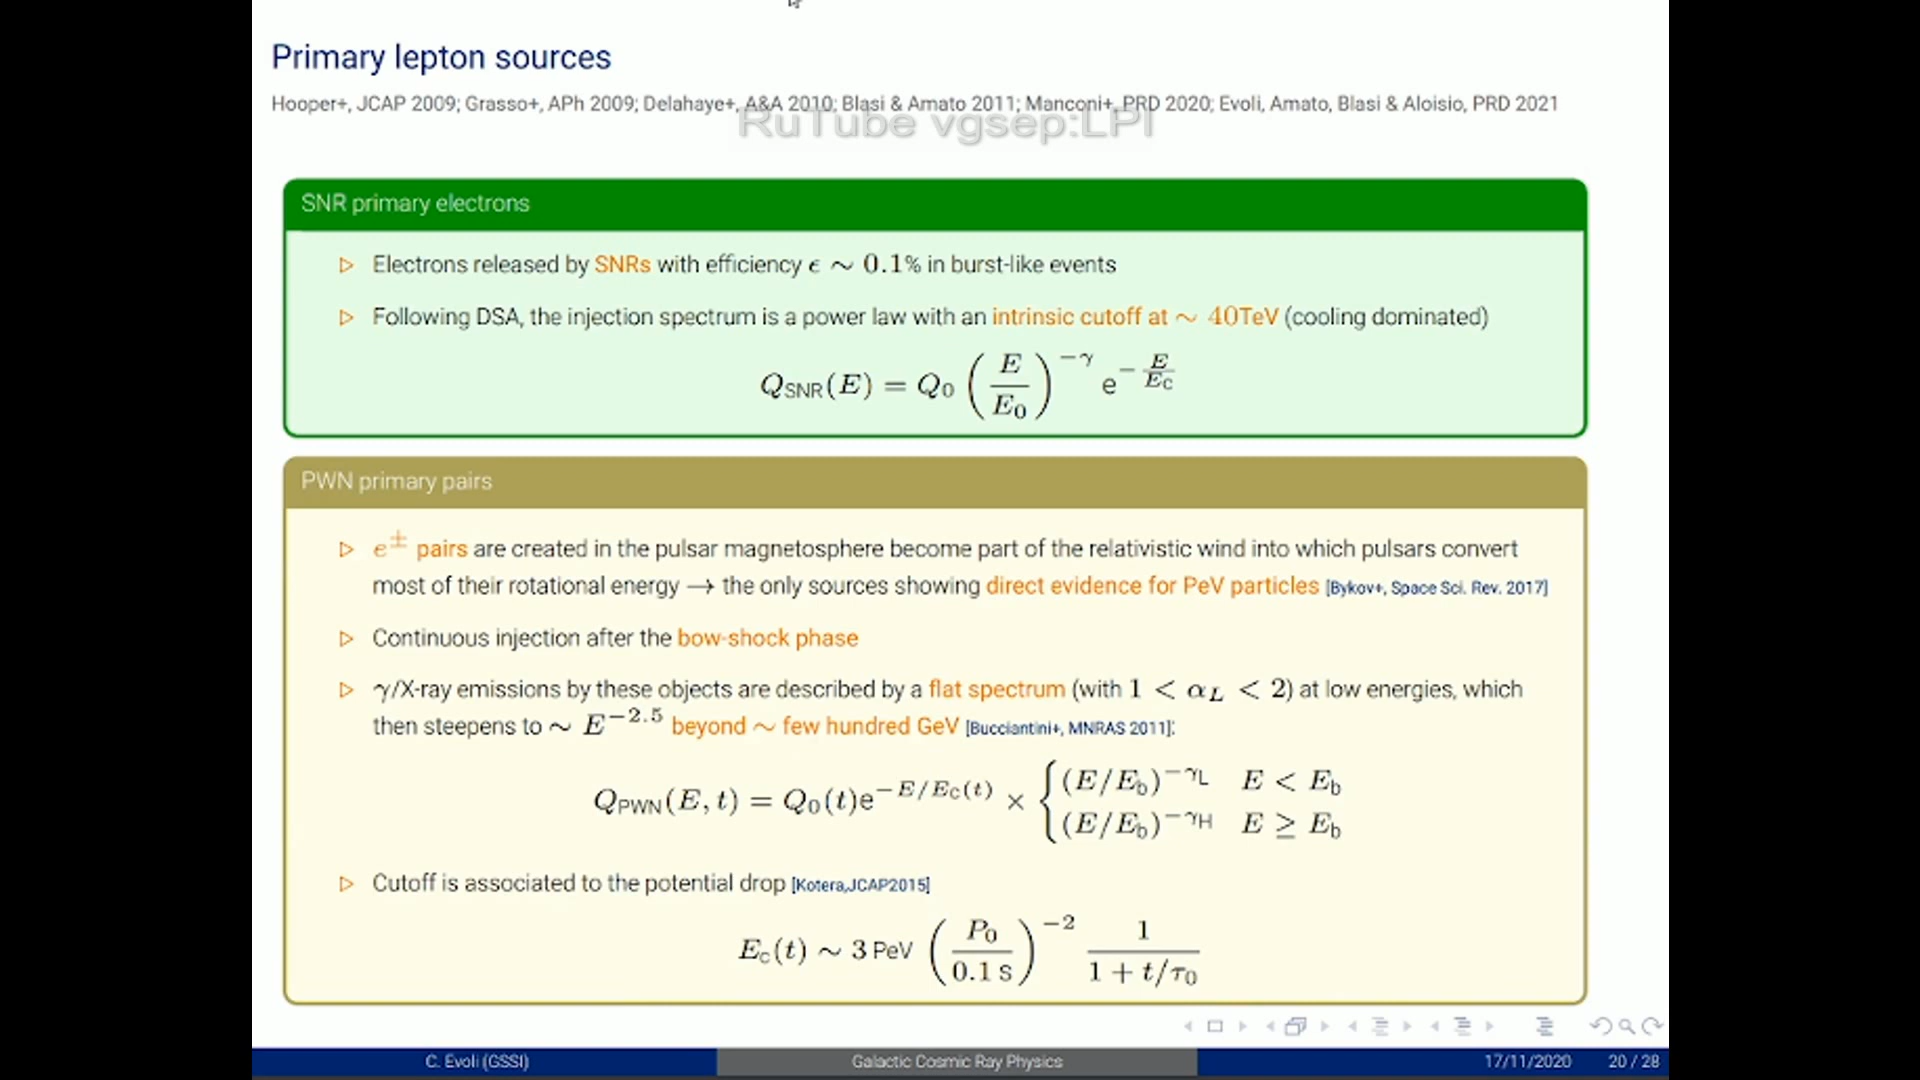 Primary lepton sources
Hooper+, JCAP 2009; Grasso+, APh 2009; Delahaye+, A&A 2010; Blasi & Amato 2011; Manconi+, PRD 2020; Evoli, Amato, Blasi & Aloisio, PRD 2021
RuTube vgsep:LPI
SNR primary electrons
▷ Electrons released by SNRs with efficiency ϵ ∼ 0.1% in burst-like events
▷ Following DSA, the injection spectrum is a power law with an intrinsic cutoff at ∼ 40TeV (cooling dominated)
Q_SNR(E) = Q_0 (E/E_0)^{−γ} e^{−E/E_c}
PWN primary pairs
▷ e^± pairs are created in the pulsar magnetosphere become part of the relativistic wind into which pulsars convert
most of their rotational energy → the only sources showing direct evidence for PeV particles [Bykov+, Space Sci. Rev. 2017]
▷ Continuous injection after the bow-shock phase
▷ γ/X-ray emissions by these objects are described by a flat spectrum (with 1 < α_L < 2) at low energies, which
then steepens to ∼ E^{−2.5} beyond ∼ few hundred GeV [Bucciantini+, MNRAS 2011]:
Q_PWN(E, t) = Q_0(t)e^{−E/E_c(t)} × { (E/E_b)^{−γ_L} E < E_b
(E/E_b)^{−γ_H} E ≥ E_b
▷ Cutoff is associated to the potential drop [Kotera,JCAP2015]
E_c(t) ∼ 3 PeV (P_0/0.1 s)^{−2} 1/(1 + t/τ_0)
C. Evoli (GSSI) Galactic Cosmic Ray Physics 17/11/2020 20 / 28